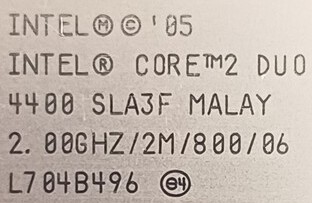 INTEL Ⓜ © '05
INTEL® CORE™2 DUO
4400 SLA3F MALAY
2.00GHZ/2M/800/06
L704B496 e4